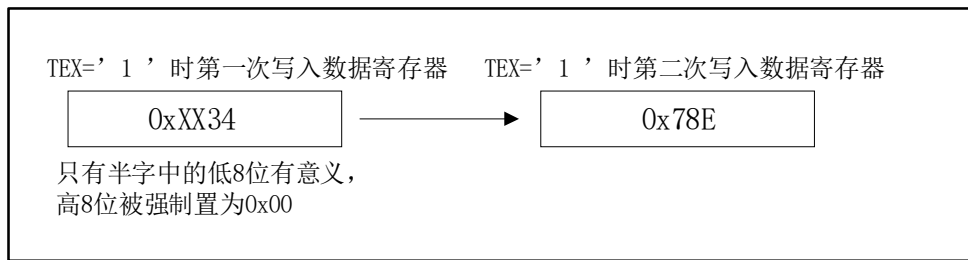 TEX=’1 ’时第一次写入数据寄存器
TEX=’1 ’时第二次写入数据寄存器
0xXX34
0x78E
只有半字中的低8位有意义，
高8位被强制置为0x00